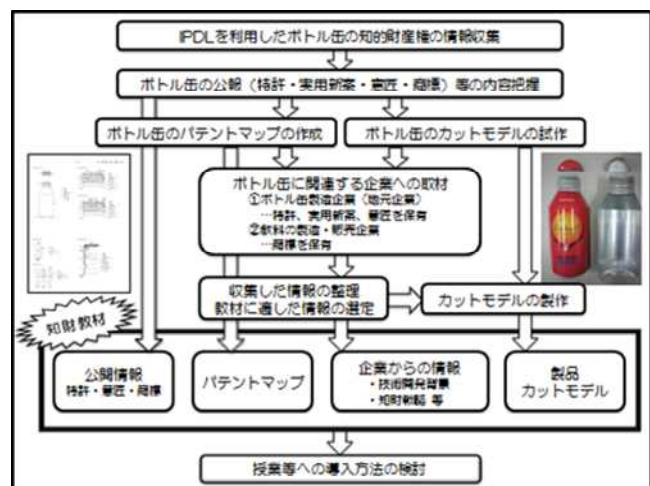 IPDLを利用したボトル缶の知的財産権の情報収集
ボトル缶の公報（特許・実用新案・意匠・商標）等の内容把握
ボトル缶のパテントマップの作成
ボトル缶のカットモデルの試作
ボトル缶に関連する企業への取材
①ボトル缶製造企業（地元企業）
…特許、実用新案、意匠を保有
②飲料の製造・販売企業
…商標を保有
収集した情報の整理
教材に適した情報の選定
カットモデルの製作
知財教材
公開情報
特許・意匠・商標
パテントマップ
企業からの情報
・技術開発背景
・知財戦略 等
製品
カットモデル
授業等への導入方法の検討